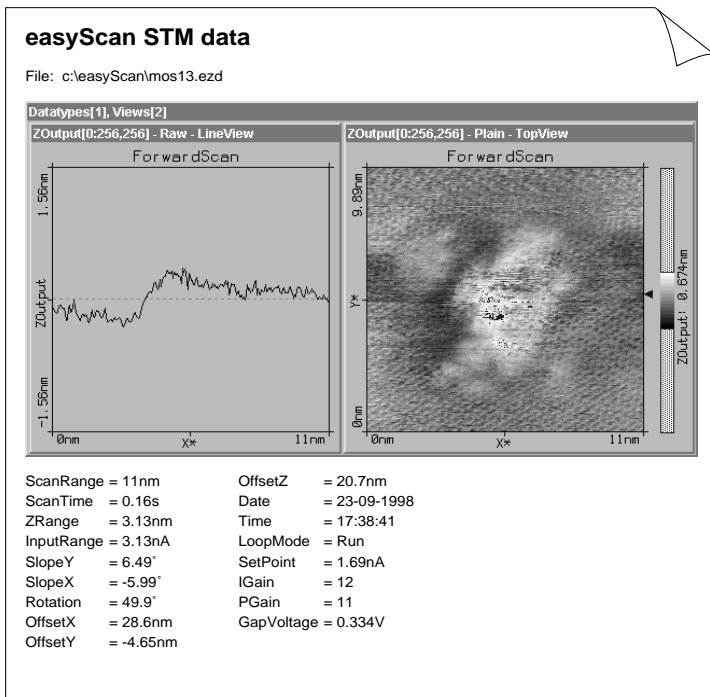 easyScan STM data
File: c:\easyScan\mos13.ezd
Datatypes[1], Views[2]
ZOutput[0:256,256] - Raw - LineView
ForwardScan
1.56nm
ZOutput
-1.56nm
0nm
X*
11nm
ZOutput[0:256,256] - Plain - TopView
ForwardScan
9.89nm
Y*
0nm
0nm
X*
11nm
ZOutput: 0.674nm
ScanRange = 11nm
ScanTime = 0.16s
ZRange = 3.13nm
InputRange = 3.13nA
SlopeY = 6.49°
SlopeX = -5.99°
Rotation = 49.9°
OffsetX = 28.6nm
OffsetY = -4.65nm
OffsetZ = 20.7nm
Date = 23-09-1998
Time = 17:38:41
LoopMode = Run
SetPoint = 1.69nA
IGain = 12
PGain = 11
GapVoltage = 0.334V